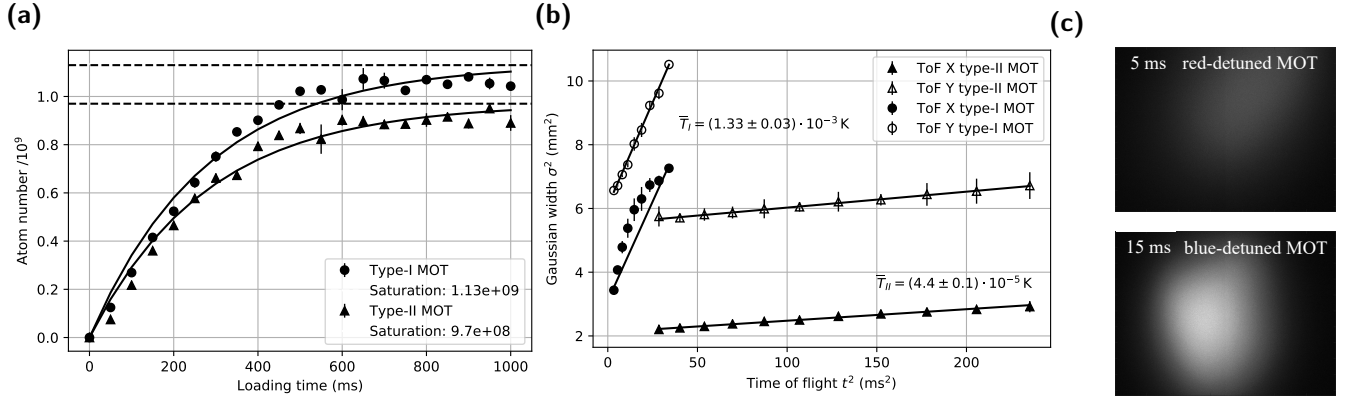 (a)
1.0
0.8
0.6
0.4
0.2
0.0
Atom number /10⁹
0 200 400 600 800 1000
Loading time (ms)
Type-I MOT
Saturation: 1.13e+09
Type-II MOT
Saturation: 9.7e+08
(b)
10
8
6
4
2
Gaussian width σ² (mm²)
0 50 100 150 200
Time of flight t² (ms²)
ToF X type-II MOT
ToF Y type-II MOT
ToF X type-I MOT
ToF Y type-I MOT
T̅_I = (1.33 ± 0.03) · 10⁻³ K
T̅_II = (4.4 ± 0.1) · 10⁻⁵ K
(c)
5 ms red-detuned MOT
15 ms blue-detuned MOT